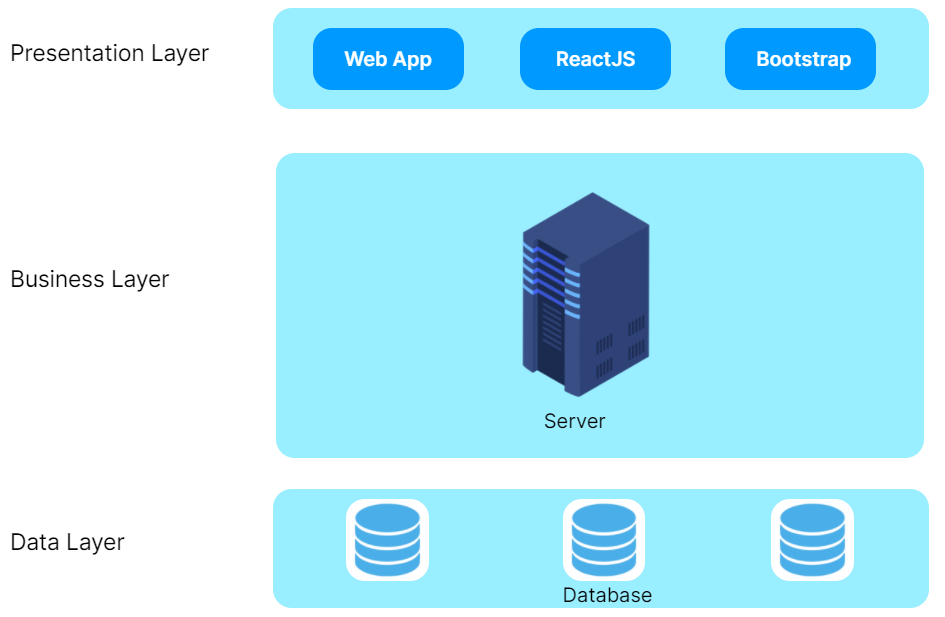 Presentation Layer
Web App
ReactJS
Bootstrap
Business Layer
Server
Data Layer
Database